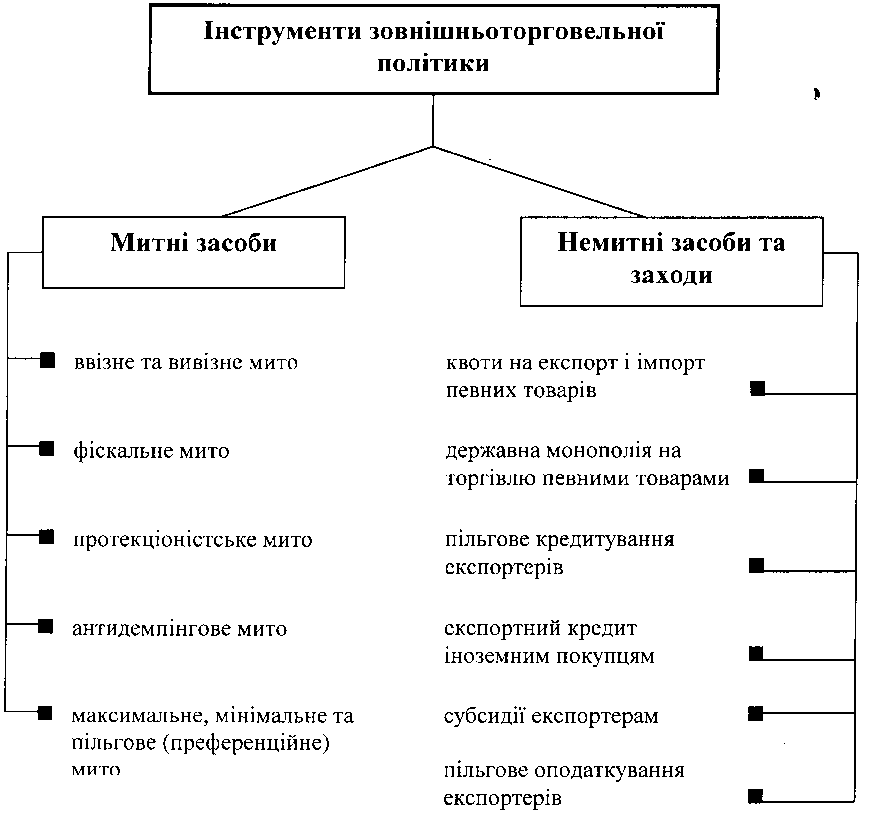 Інструменти зовнішньоторговельної
політики
Митні засоби
ввізне та вивізне мито
фіскальне мито
протекціоністське мито
антидемпінгове мито
максимальне, мінімальне та
пільгове (преференційне)
мито
Немитні засоби та
заходи
квоти на експорт і імпорт
певних товарів
державна монополія на
торгівлю певними товарами
пільгове кредитування
експортерів
експортний кредит
іноземним покупцям
субсидії експортерам
пільгове оподаткування
експортерів